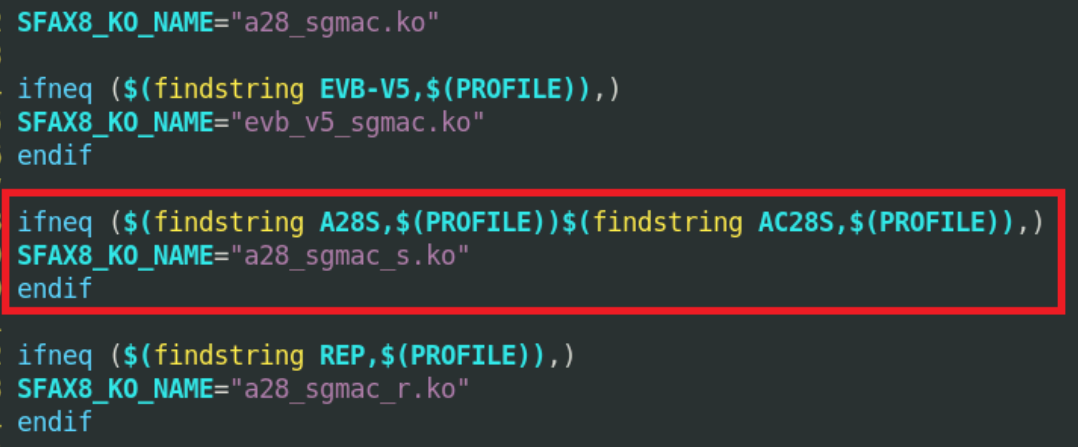 SFAX8_KO_NAME="a28_sgmac.ko"
ifneq ($(findstring EVB-V5,$(PROFILE)),)
SFAX8_KO_NAME="evb_v5_sgmac.ko"
endif
ifneq ($(findstring A28S,$(PROFILE))$(findstring AC28S,$(PROFILE)),)
SFAX8_KO_NAME="a28_sgmac_s.ko"
endif
ifneq ($(findstring REP,$(PROFILE)),)
SFAX8_KO_NAME="a28_sgmac_r.ko"
endif